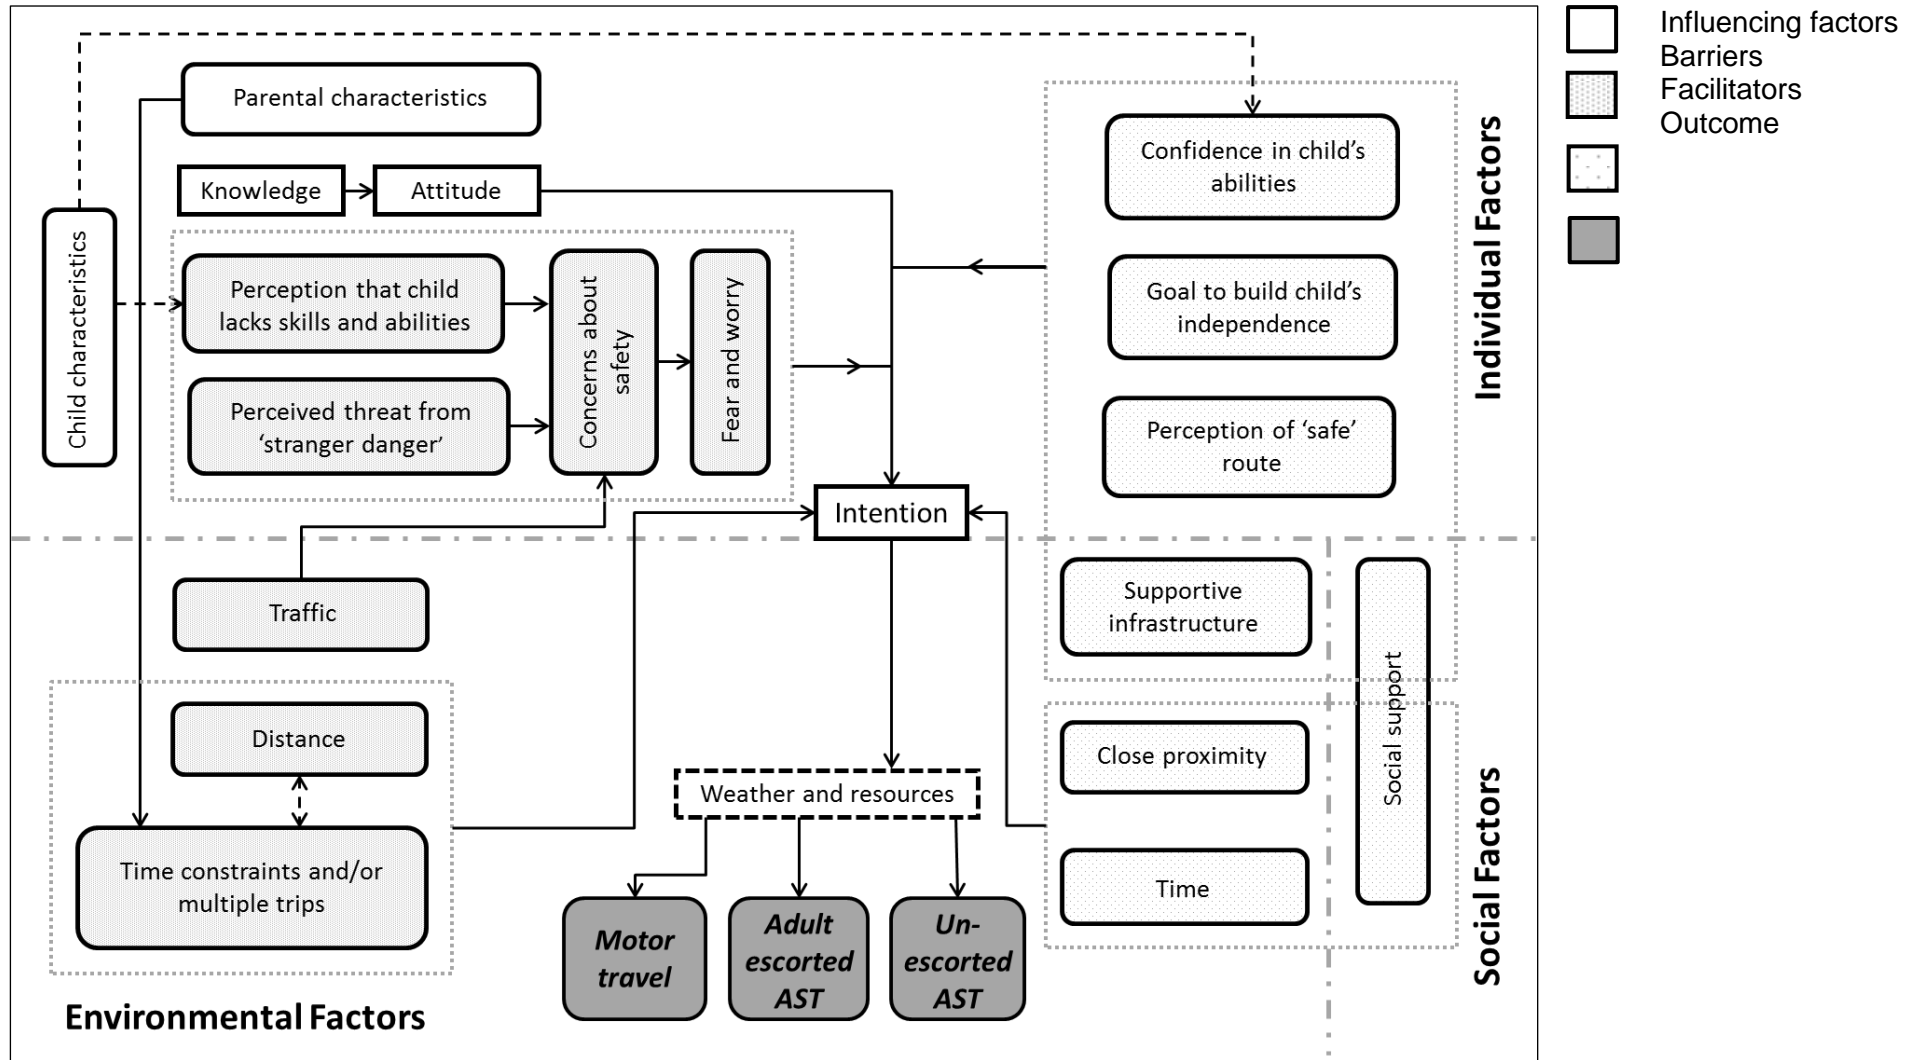 Parental characteristics
Knowledge
Attitude
Child characteristics
Perception that child
lacks skills and abilities
Perceived threat from
‘stranger danger’
Concerns about
safety
Fear and worry
Confidence in child’s
abilities
Goal to build child’s
independence
Perception of ‘safe’
route
Individual Factors
Intention
Traffic
Supportive
infrastructure
Social support
Distance
Close proximity
Time constraints and/or
multiple trips
Weather and resources
Time
Social Factors
Motor
travel
Adult
escorted
AST
Un-
escorted
AST
Environmental Factors
Influencing factors
Barriers
Facilitators
Outcome